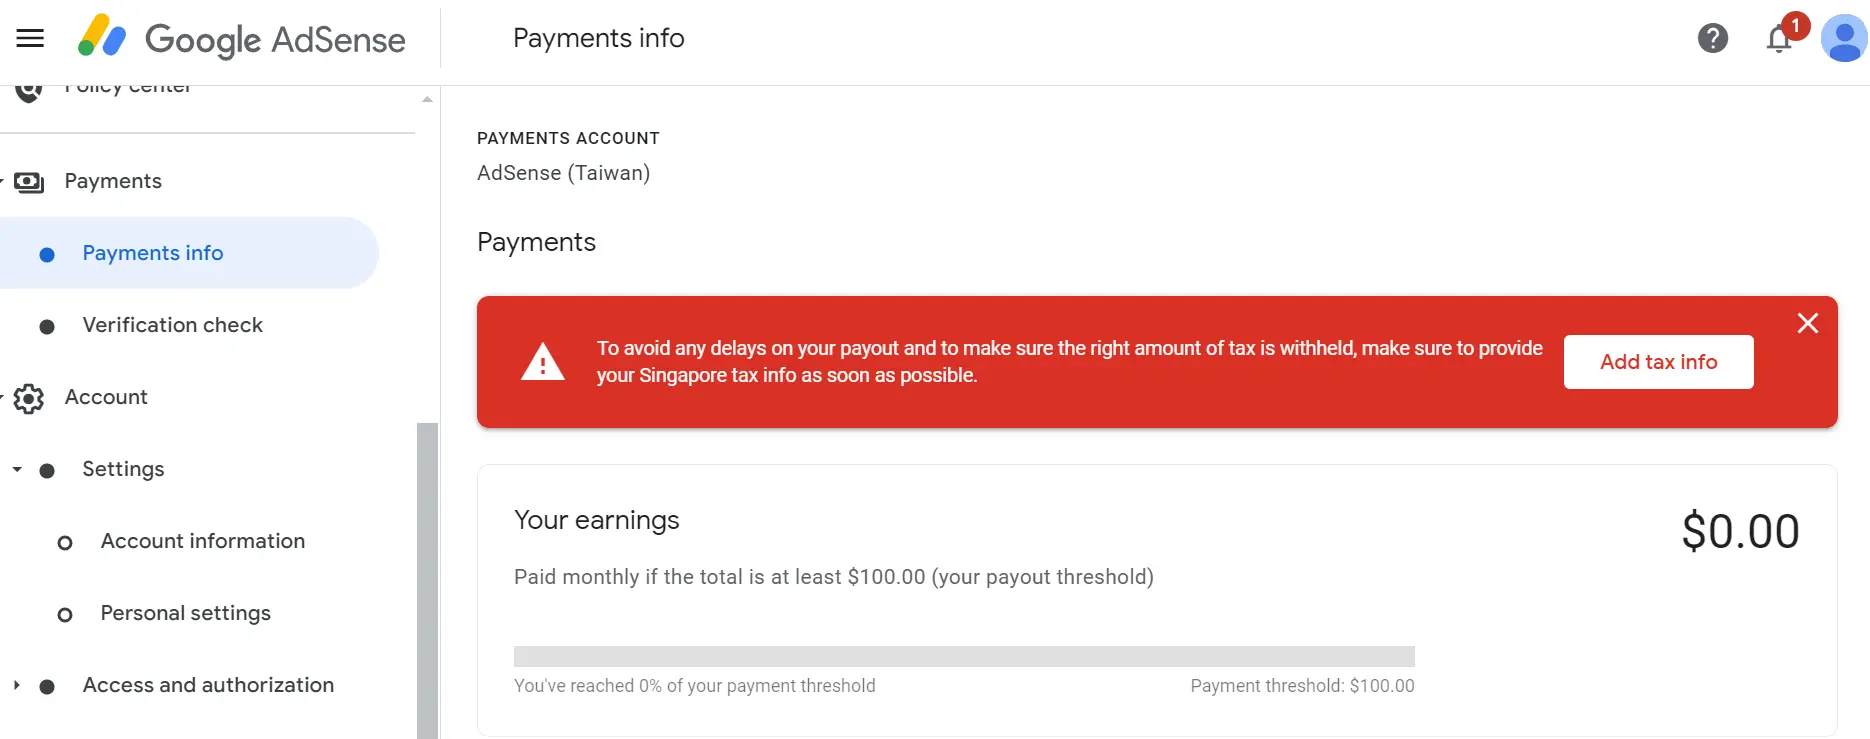 Google AdSense
Payments info
1
Policy center
Payments
Payments info
Verification check
Account
Settings
Account information
Personal settings
Access and authorization
PAYMENTS ACCOUNT
AdSense (Taiwan)
Payments
To avoid any delays on your payout and to make sure the right amount of tax is withheld, make sure to provide
your Singapore tax info as soon as possible.
Add tax info
Your earnings
$0.00
Paid monthly if the total is at least $100.00 (your payout threshold)
You've reached 0% of your payment threshold
Payment threshold: $100.00